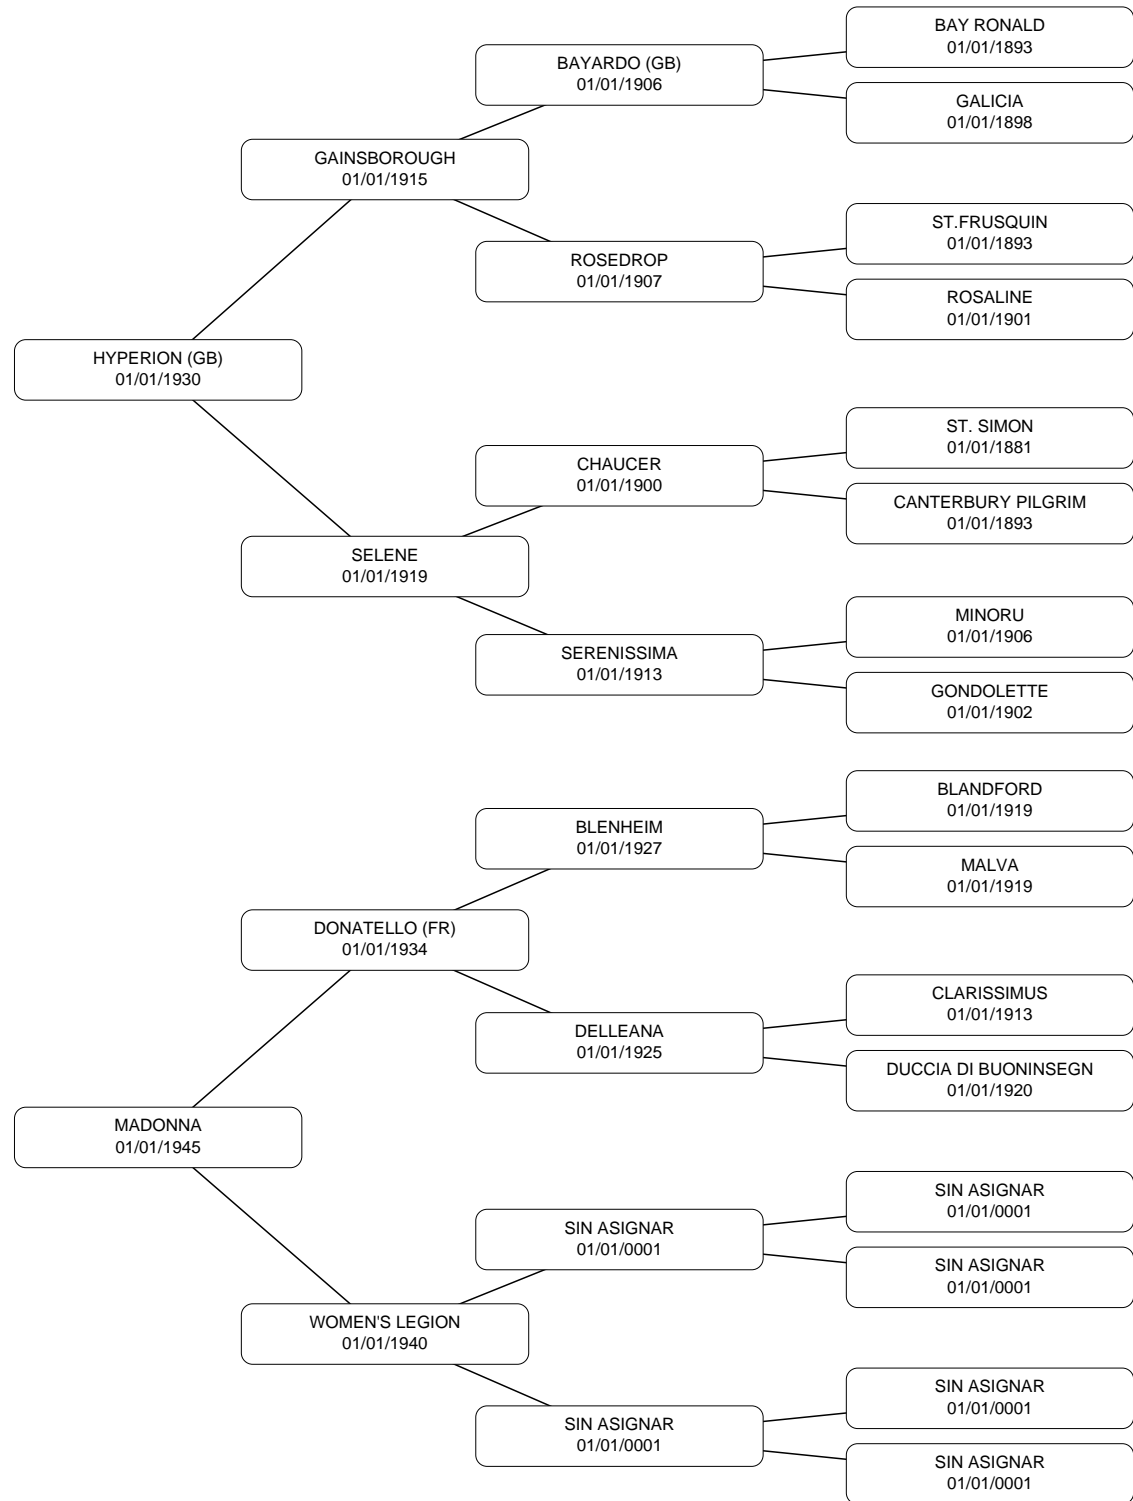 BAY RONALD
01/01/1893
BAYARDO (GB)
01/01/1906
GALICIA
01/01/1898
GAINSBOROUGH
01/01/1915
ST.FRUSQUIN
01/01/1893
ROSEDROP
01/01/1907
ROSALINE
01/01/1901
HYPERION (GB)
01/01/1930
ST. SIMON
01/01/1881
CHAUCER
01/01/1900
CANTERBURY PILGRIM
01/01/1893
SELENE
01/01/1919
MINORU
01/01/1906
SERENISSIMA
01/01/1913
GONDOLETTE
01/01/1902
BLANDFORD
01/01/1919
BLENHEIM
01/01/1927
MALVA
01/01/1919
DONATELLO (FR)
01/01/1934
CLARISSIMUS
01/01/1913
DELLEANA
01/01/1925
DUCCIA DI BUONINSEGN
01/01/1920
MADONNA
01/01/1945
SIN ASIGNAR
01/01/0001
SIN ASIGNAR
01/01/0001
SIN ASIGNAR
01/01/0001
WOMEN'S LEGION
01/01/1940
SIN ASIGNAR
01/01/0001
SIN ASIGNAR
01/01/0001
SIN ASIGNAR
01/01/0001